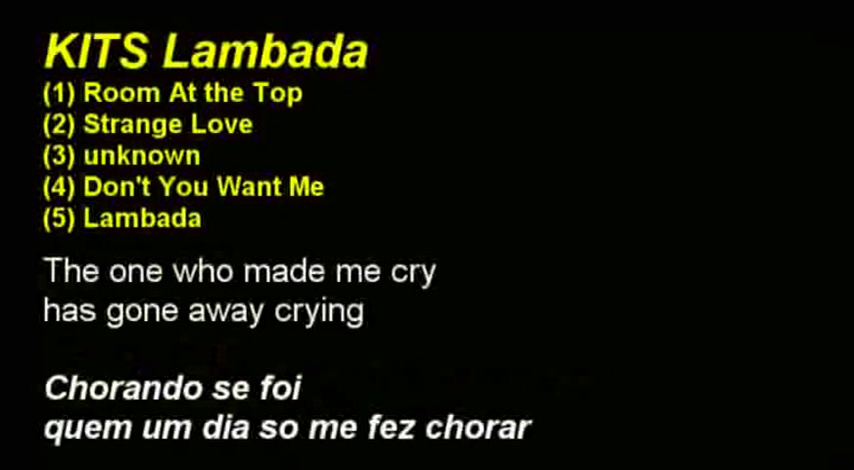 KITS Lambada
(1) Room At the Top
(2) Strange Love
(3) unknown
(4) Don't You Want Me
(5) Lambada
The one who made me cry
has gone away crying
Chorando se foi
quem um dia so me fez chorar